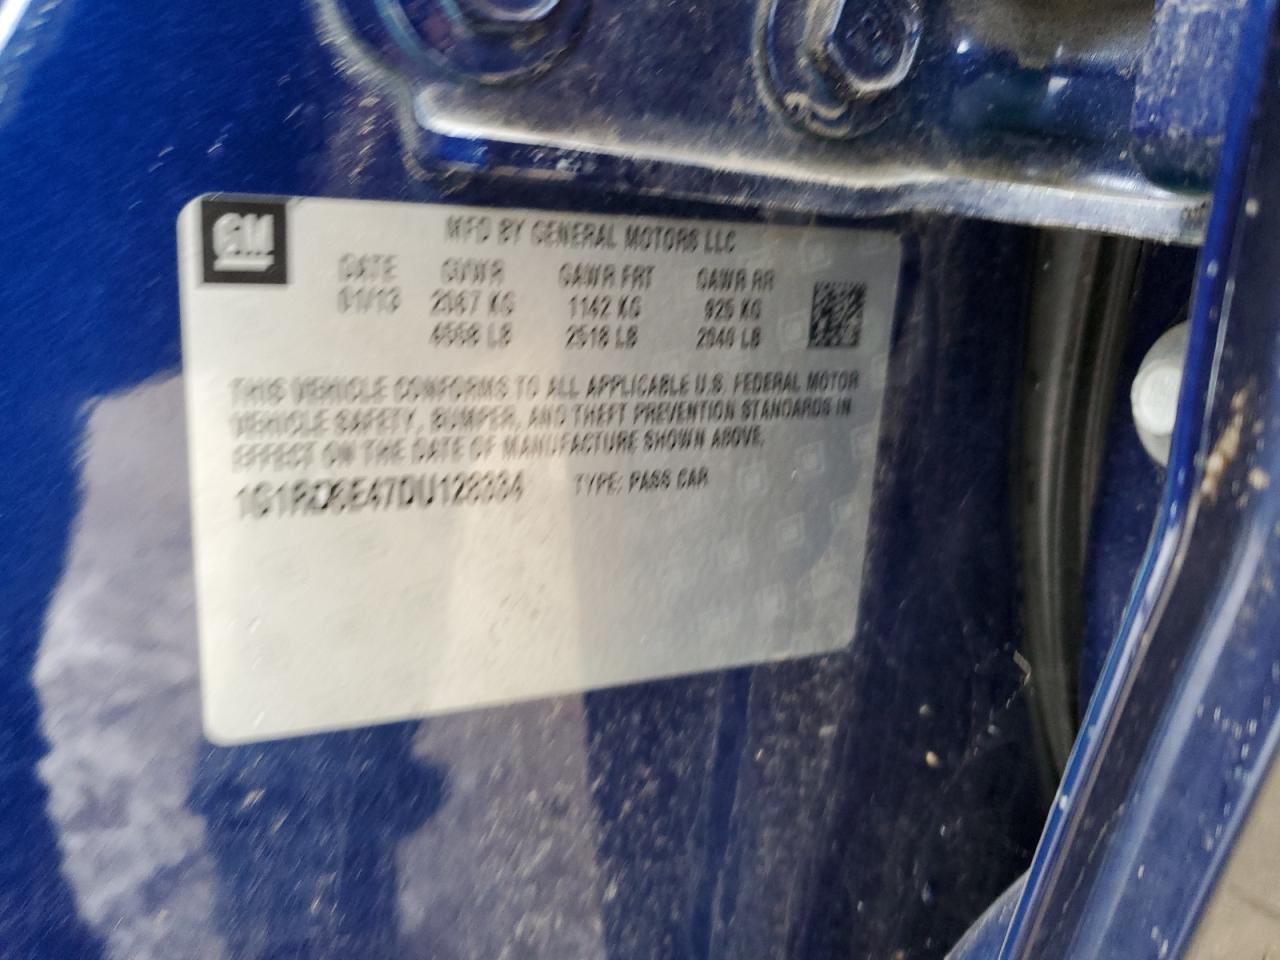 GM
MFD BY GENERAL MOTORS LLC
DATE GVWR GAWR FRT GAWR RR
01/13 2067 KG 1142 KG 925 KG
4558 LB 2518 LB 2040 LB
THIS VEHICLE CONFORMS TO ALL APPLICABLE U.S. FEDERAL MOTOR
VEHICLE SAFETY, BUMPER, AND THEFT PREVENTION STANDARDS IN
EFFECT ON THE DATE OF MANUFACTURE SHOWN ABOVE.
1G1RD6E47DU128334 TYPE: PASS CAR